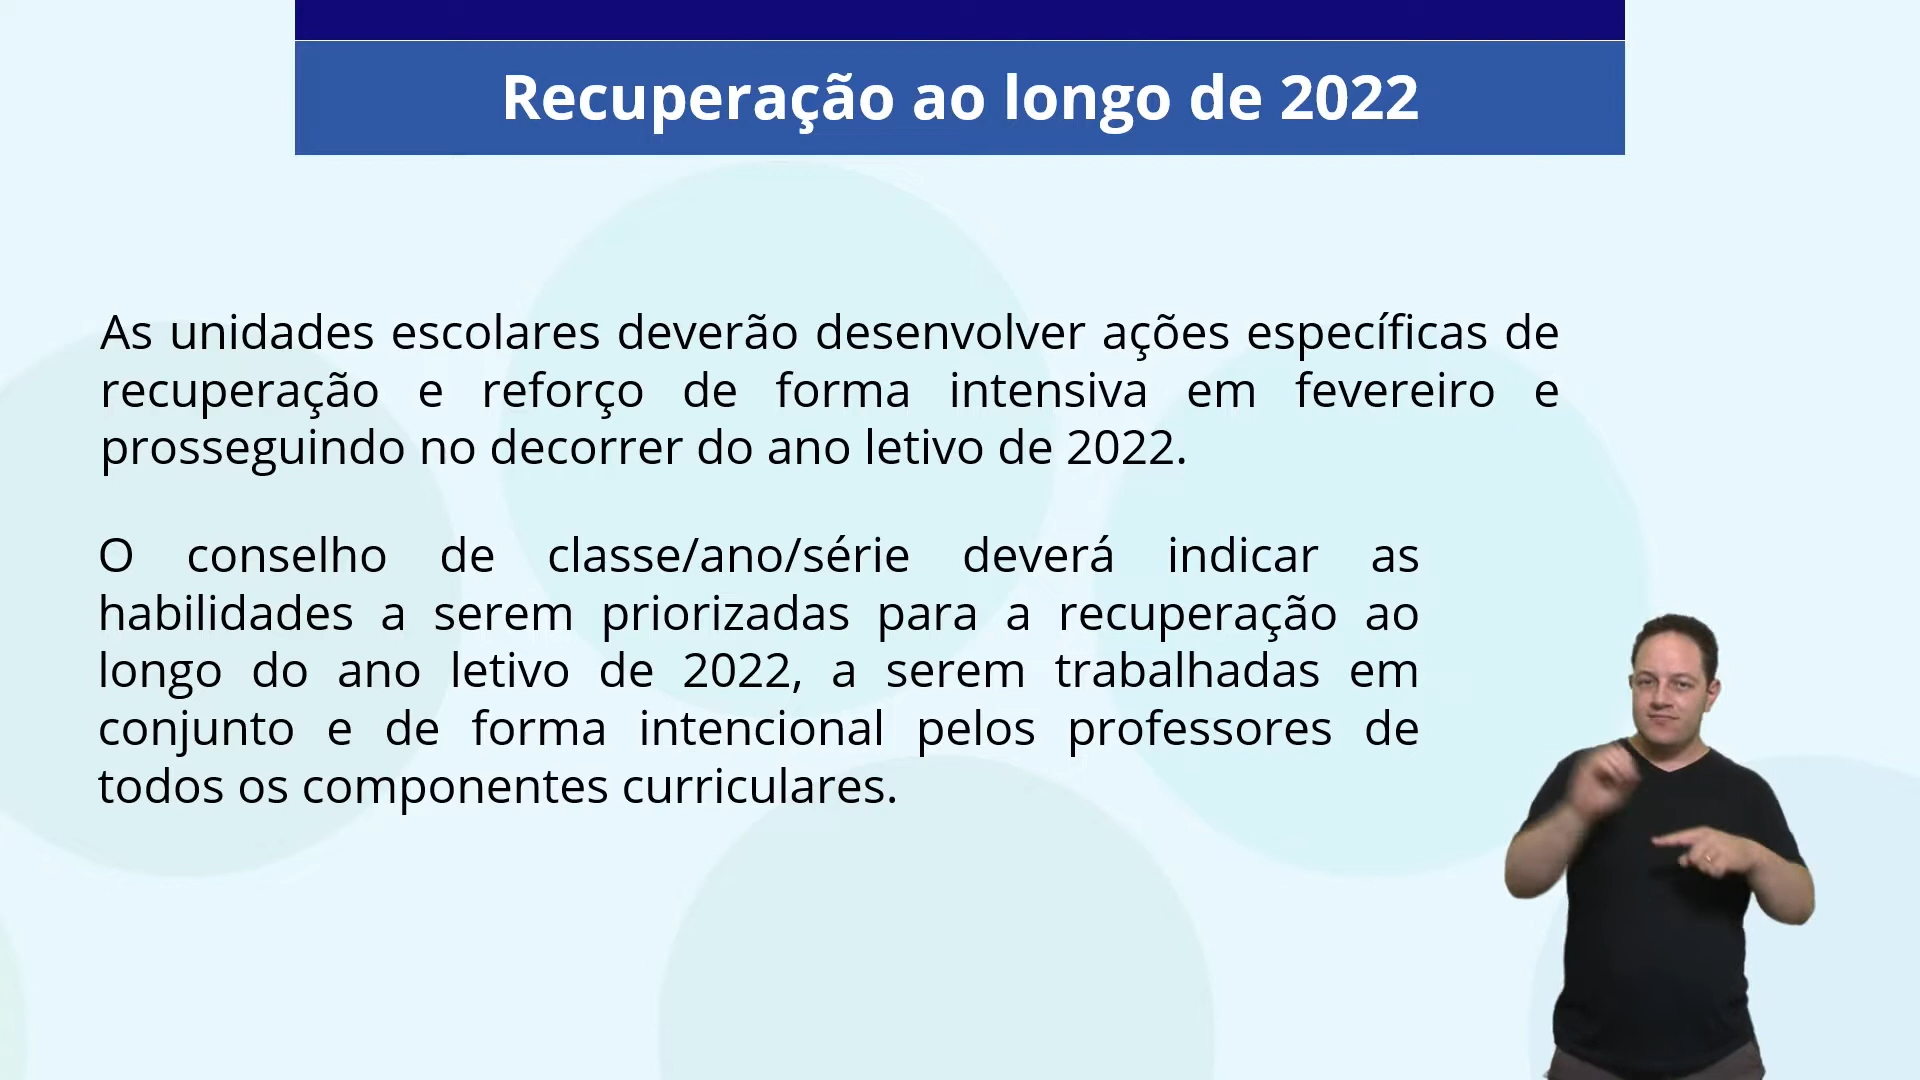 Recuperação ao longo de 2022
As unidades escolares deverão desenvolver ações específicas de
recuperação e reforço de forma intensiva em fevereiro e
prosseguindo no decorrer do ano letivo de 2022.
O conselho de classe/ano/série deverá indicar as
habilidades a serem priorizadas para a recuperação ao
longo do ano letivo de 2022, a serem trabalhadas em
conjunto e de forma intencional pelos professores de
todos os componentes curriculares.